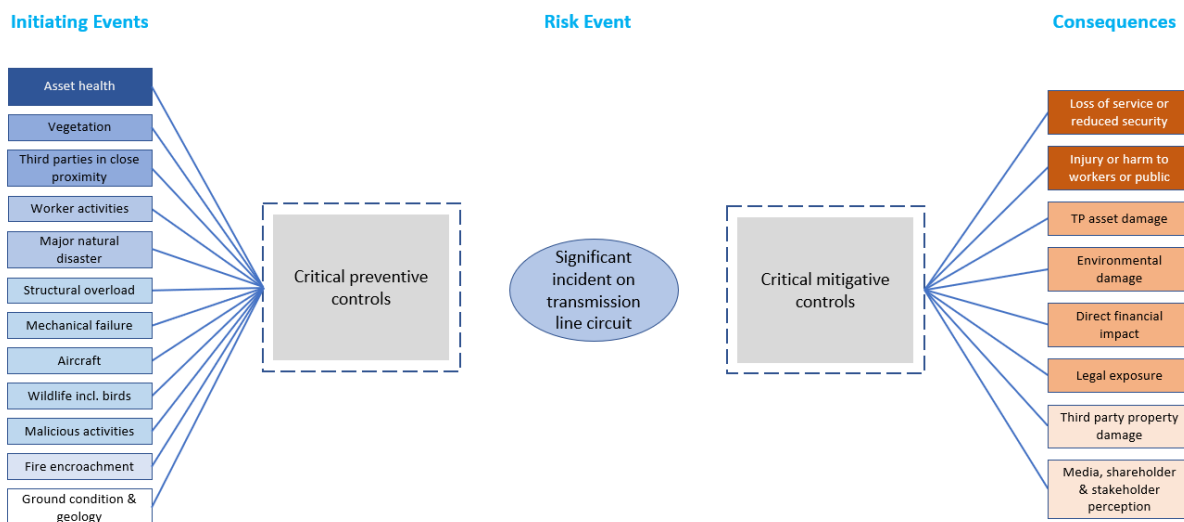 Initiating Events
Risk Event
Consequences
Asset health
Vegetation
Third parties in close
proximity
Worker activities
Major natural
disaster
Structural overload
Mechanical failure
Aircraft
Wildlife incl. birds
Malicious activities
Fire encroachment
Ground condition &
geology
Critical preventive
controls
Significant
incident on
transmission
line circuit
Critical mitigative
controls
Loss of service or
reduced security
Injury or harm to
workers or public
TP asset damage
Environmental
damage
Direct financial
impact
Legal exposure
Third party property
damage
Media, shareholder
& stakeholder
perception